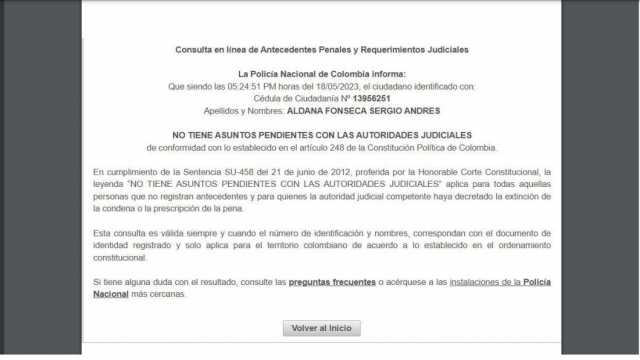 Consulta en línea de Antecedentes Penales y Requerimientos Judiciales
La Policía Nacional de Colombia informa:
Que siendo las 05:24:51 PM horas del 18/05/2023, el ciudadano identificado con:
Cédula de Ciudadanía Nº 13956251
Apellidos y Nombres: ALDANA FONSECA SERGIO ANDRES
NO TIENE ASUNTOS PENDIENTES CON LAS AUTORIDADES JUDICIALES
de conformidad con lo establecido en el artículo 248 de la Constitución Política de Colombia.
En cumplimiento de la Sentencia SU-458 del 21 de junio de 2012, proferida por la Honorable Corte Constitucional, la
leyenda "NO TIENE ASUNTOS PENDIENTES CON LAS AUTORIDADES JUDICIALES" aplica para todas aquellas
personas que no registran antecedentes y para quienes la autoridad judicial competente haya decretado la extinción de
la condena o la prescripción de la pena.
Esta consulta es válida siempre y cuando el número de identificación y nombres, correspondan con el documento de
identidad registrado y solo aplica para el territorio colombiano de acuerdo a lo establecido en el ordenamiento
constitucional.
Si tiene alguna duda con el resultado, consulte las preguntas frecuentes o acérquese a las instalaciones de la Policía
Nacional más cercanas.
Volver al Inicio